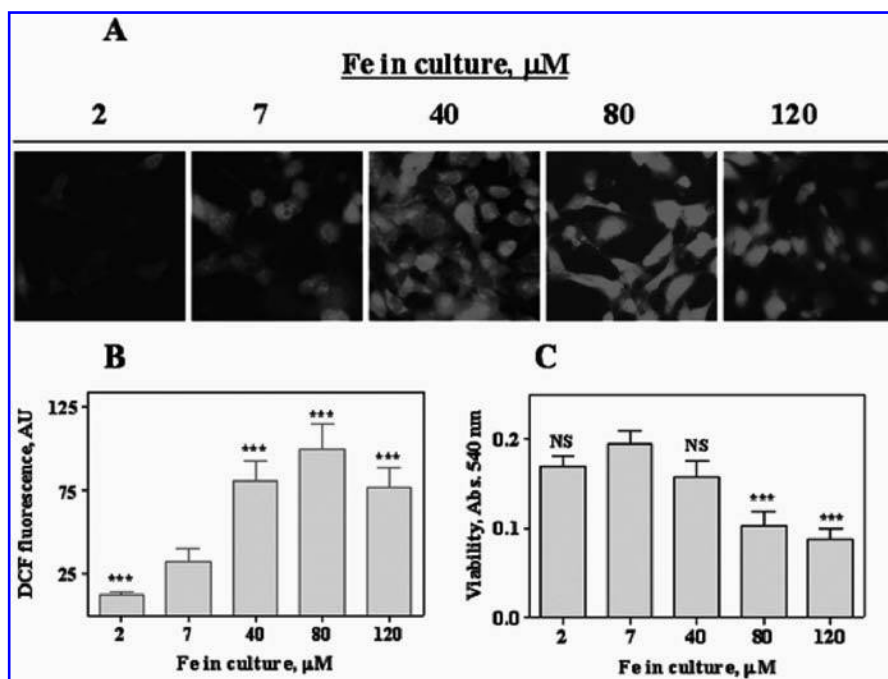 A
Fe in culture, µM
2 7 40 80 120
B
DCF fluorescence, AU
125
75
25
***
***
***
***
2 7 40 80 120
Fe in culture, µM
C
Viability, Abs. 540 nm
0.2
0.1
0.0
NS
NS
***
***
2 7 40 80 120
Fe in culture, µM